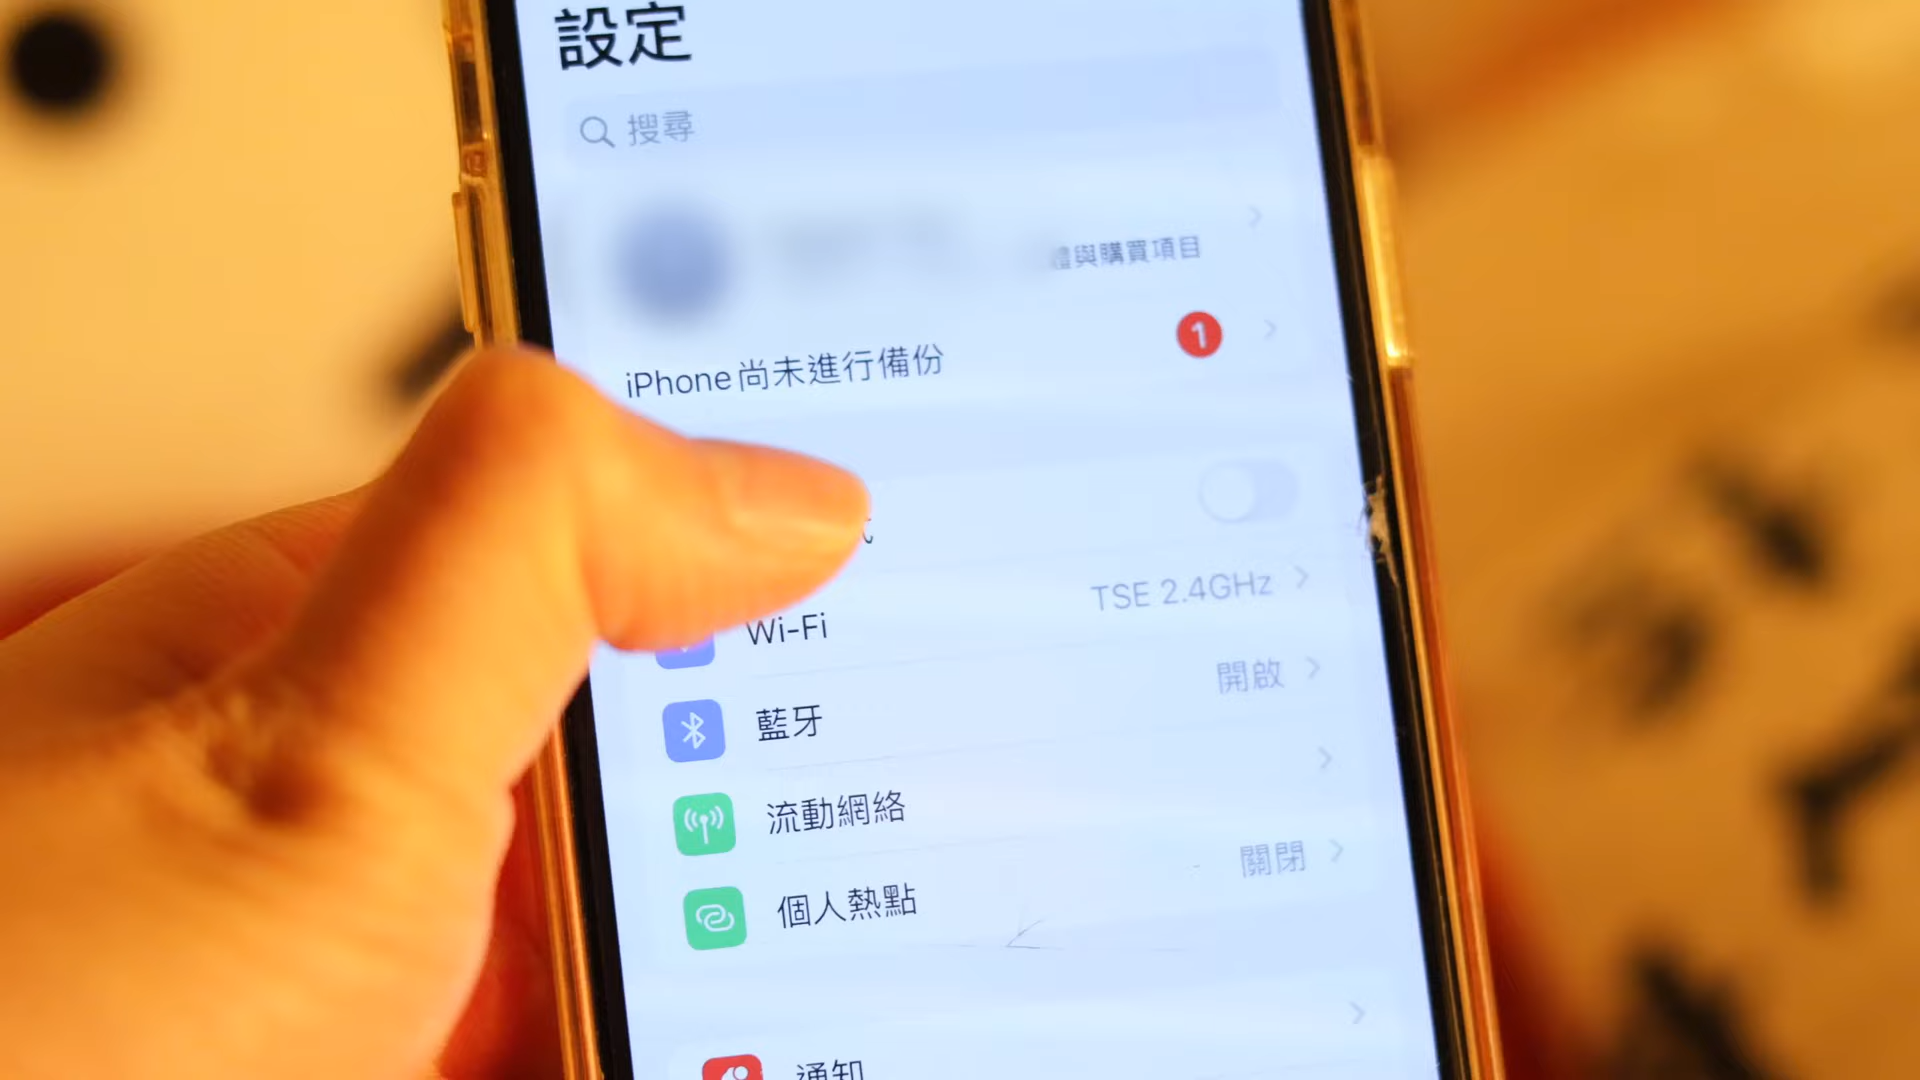 設定
搜尋
與購買項目
iPhone尚未進行備份
1
Wi-Fi
TSE 2.4GHz
藍牙
開啟
流動網絡
個人熱點
關閉
通知